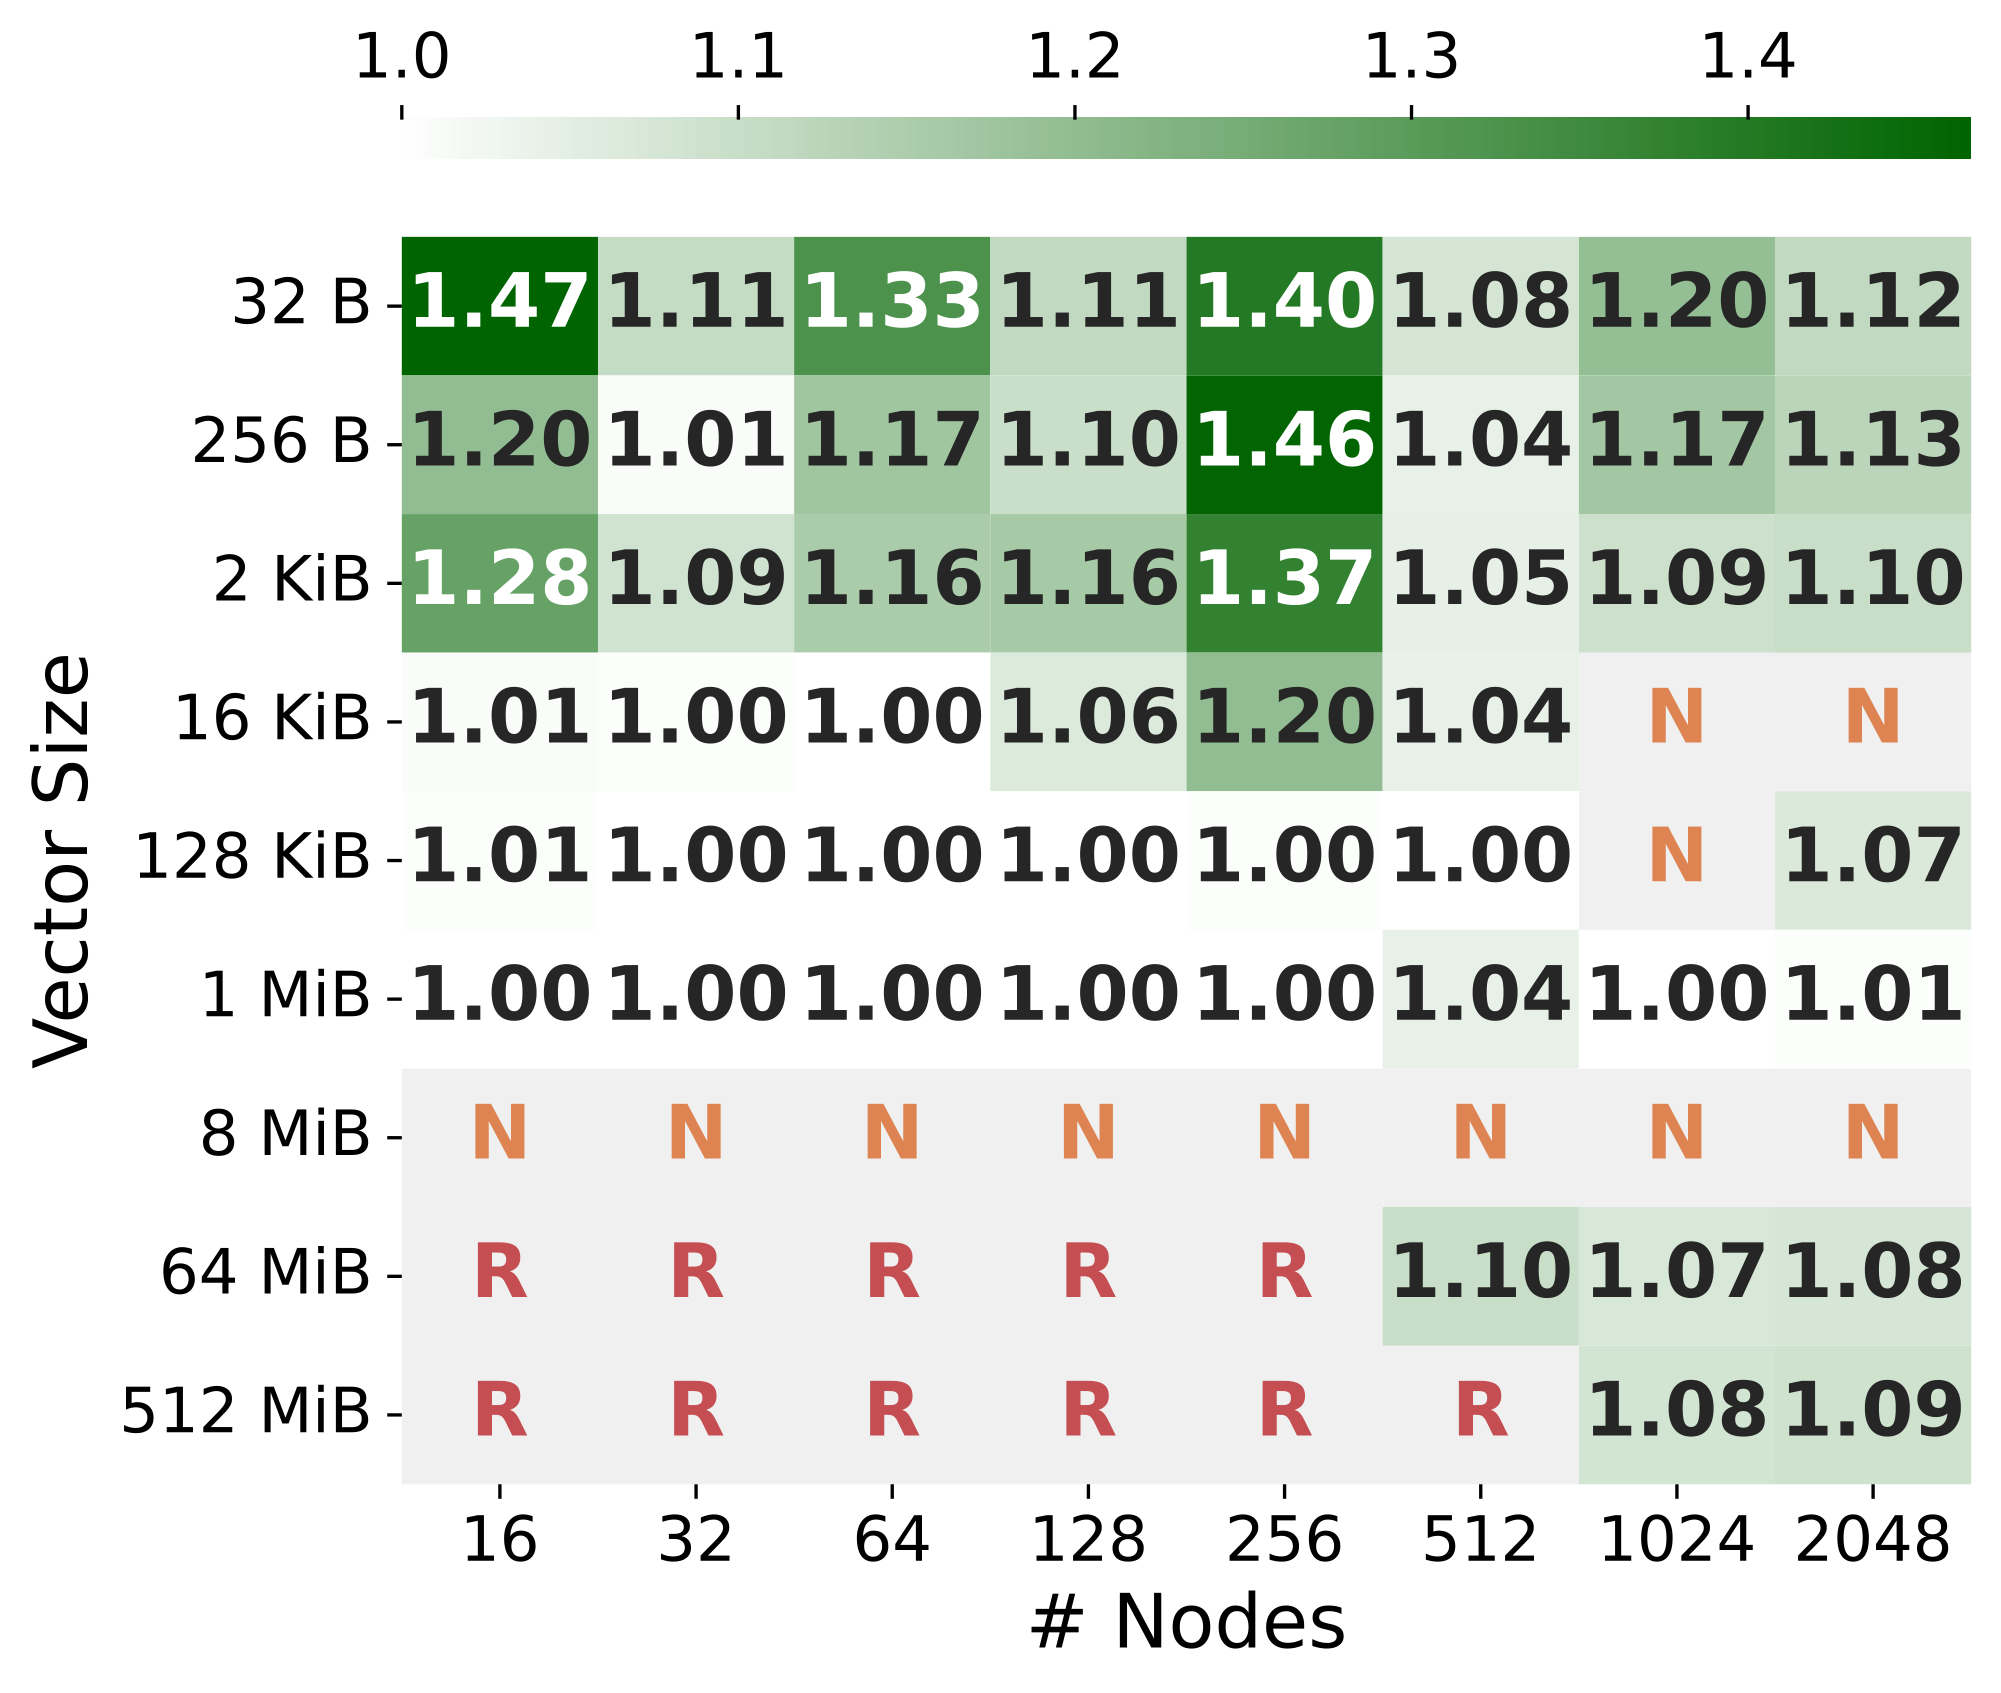 1.0 1.1 1.2 1.3 1.4
Vector Size
32 B 1.47 1.11 1.33 1.11 1.40 1.08 1.20 1.12
256 B 1.20 1.01 1.17 1.10 1.46 1.04 1.17 1.13
2 KiB 1.28 1.09 1.16 1.16 1.37 1.05 1.09 1.10
16 KiB 1.01 1.00 1.00 1.06 1.20 1.04 N N
128 KiB 1.01 1.00 1.00 1.00 1.00 1.00 N 1.07
1 MiB 1.00 1.00 1.00 1.00 1.00 1.04 1.00 1.01
8 MiB N N N N N N N N
64 MiB R R R R R 1.10 1.07 1.08
512 MiB R R R R R R 1.08 1.09
16 32 64 128 256 512 1024 2048
# Nodes